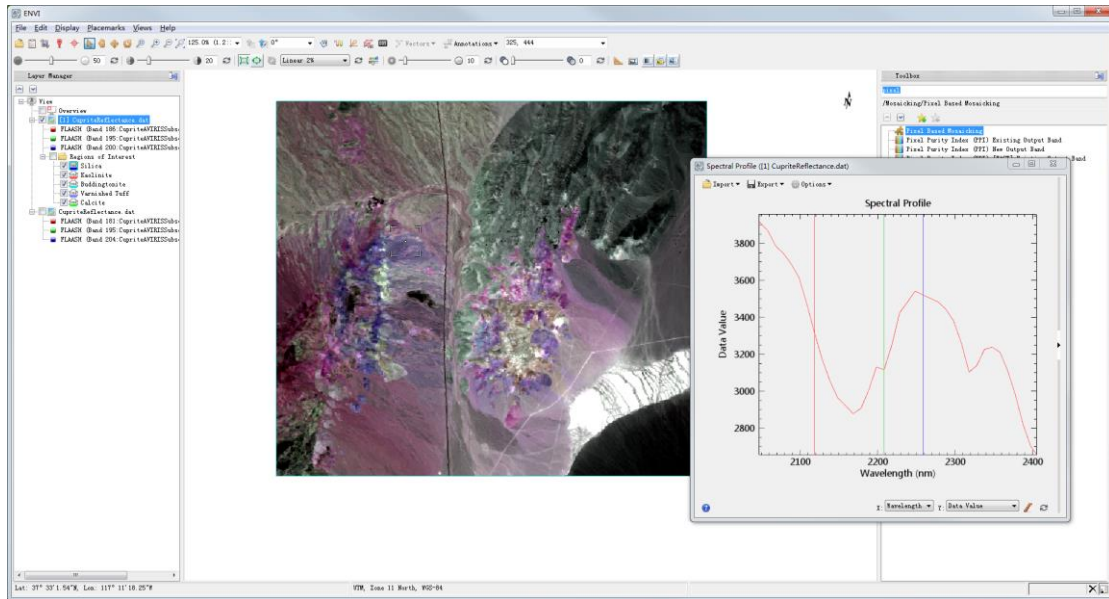 ENVI
File Edit Display Placemarks Views Help
125.0% (1.2: 0° Vectors Annotations 325, 444
50 20 Linear 2% 10 0
Layer Manager
View
Overview
[1] CupriteReflectance.dat
FLAASH (Band 186:CupriteAVIRISSubs
FLAASH (Band 195:CupriteAVIRISSubs
FLAASH (Band 200:CupriteAVIRISSubs
Regions of Interest
Silica
Kaolinite
Buddingtonite
Varnished Tuff
Calcite
CupriteReflectance.dat
FLAASH (Band 181:CupriteAVIRISSubs
FLAASH (Band 195:CupriteAVIRISSubs
FLAASH (Band 204:CupriteAVIRISSubs
N
Toolbox
pixel
/Mosaicking/Pixel Based Mosaicking
Pixel Based Mosaicking
Pixel Purity Index (PPI) Existing Output Band
Pixel Purity Index (PPI) New Output Band
Spectral Profile ([1] CupriteReflectance.dat)
Import Export Options
Spectral Profile
3800
3600
3400
3200
3000
2800
Data Value
2100 2200 2300 2400
Wavelength (nm)
X: Wavelength Y: Data Value
Lat: 37° 33'1.54"N, Lon: 117° 11'18.25"W
UTM, Zone 11 North, WGS-84